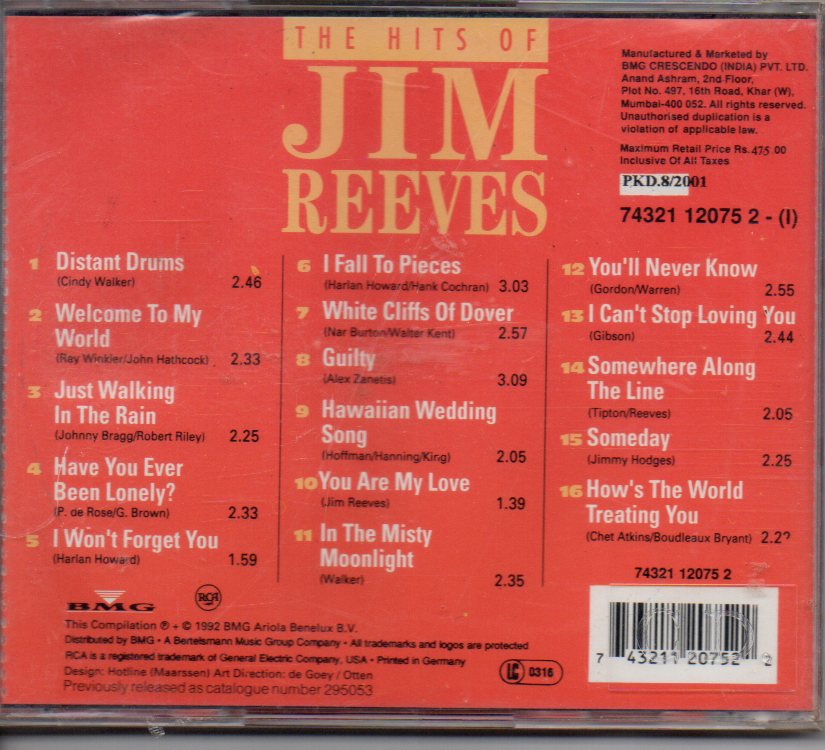 THE HITS OF
JIM
REEVES
Manufactured & Marketed by
BMG CRESCENDO (INDIA) PVT. LTD.
Anand Ashram, 2nd Floor,
Plot No. 497, 16th Road, Khar (W),
Mumbai-400 052. All rights reserved.
Unauthorised duplication is a
violation of applicable law.
Maximum Retail Price Rs.475.00
Inclusive Of All Taxes
PKD.8/2001
74321 12075 2 - (I)
1 Distant Drums
(Cindy Walker) 2.46
2 Welcome To My
World
(Ray Winkler/John Hathcock) 2.33
3 Just Walking
In The Rain
(Johnny Bragg/Robert Riley) 2.25
4 Have You Ever
Been Lonely?
(P. de Rose/G. Brown) 2.33
5 I Won't Forget You
(Harlan Howard) 1.59
6 I Fall To Pieces
(Harlan Howard/Hank Cochran) 3.03
7 White Cliffs Of Dover
(Nar Burton/Walter Kent) 2.57
8 Guilty
(Alex Zanetis) 3.09
9 Hawaiian Wedding
Song
(Hoffman/Hanning/King) 2.05
10 You Are My Love
(Jim Reeves) 1.39
11 In The Misty
Moonlight
(Walker) 2.35
12 You'll Never Know
(Gordon/Warren) 2.55
13 I Can't Stop Loving You
(Gibson) 2.44
14 Somewhere Along
The Line
(Tipton/Reeves) 2.05
15 Someday
(Jimmy Hodges) 2.25
16 How's The World
Treating You
(Chet Atkins/Boudleaux Bryant)
74321 12075 2
BMG
RCA
This Compilation ℗ + © 1992 BMG Ariola Benelux B.V.
Distributed by BMG • A Bertelsmann Music Group Company • All trademarks and logos are protected
RCA is a registered trademark of General Electric Company, USA • Printed in Germany
Design: Hotline (Maarssen) Art Direction: de Goey / Otten
Previously released as catalogue number 295053
LC 0316
CD
7 43211 20752 2